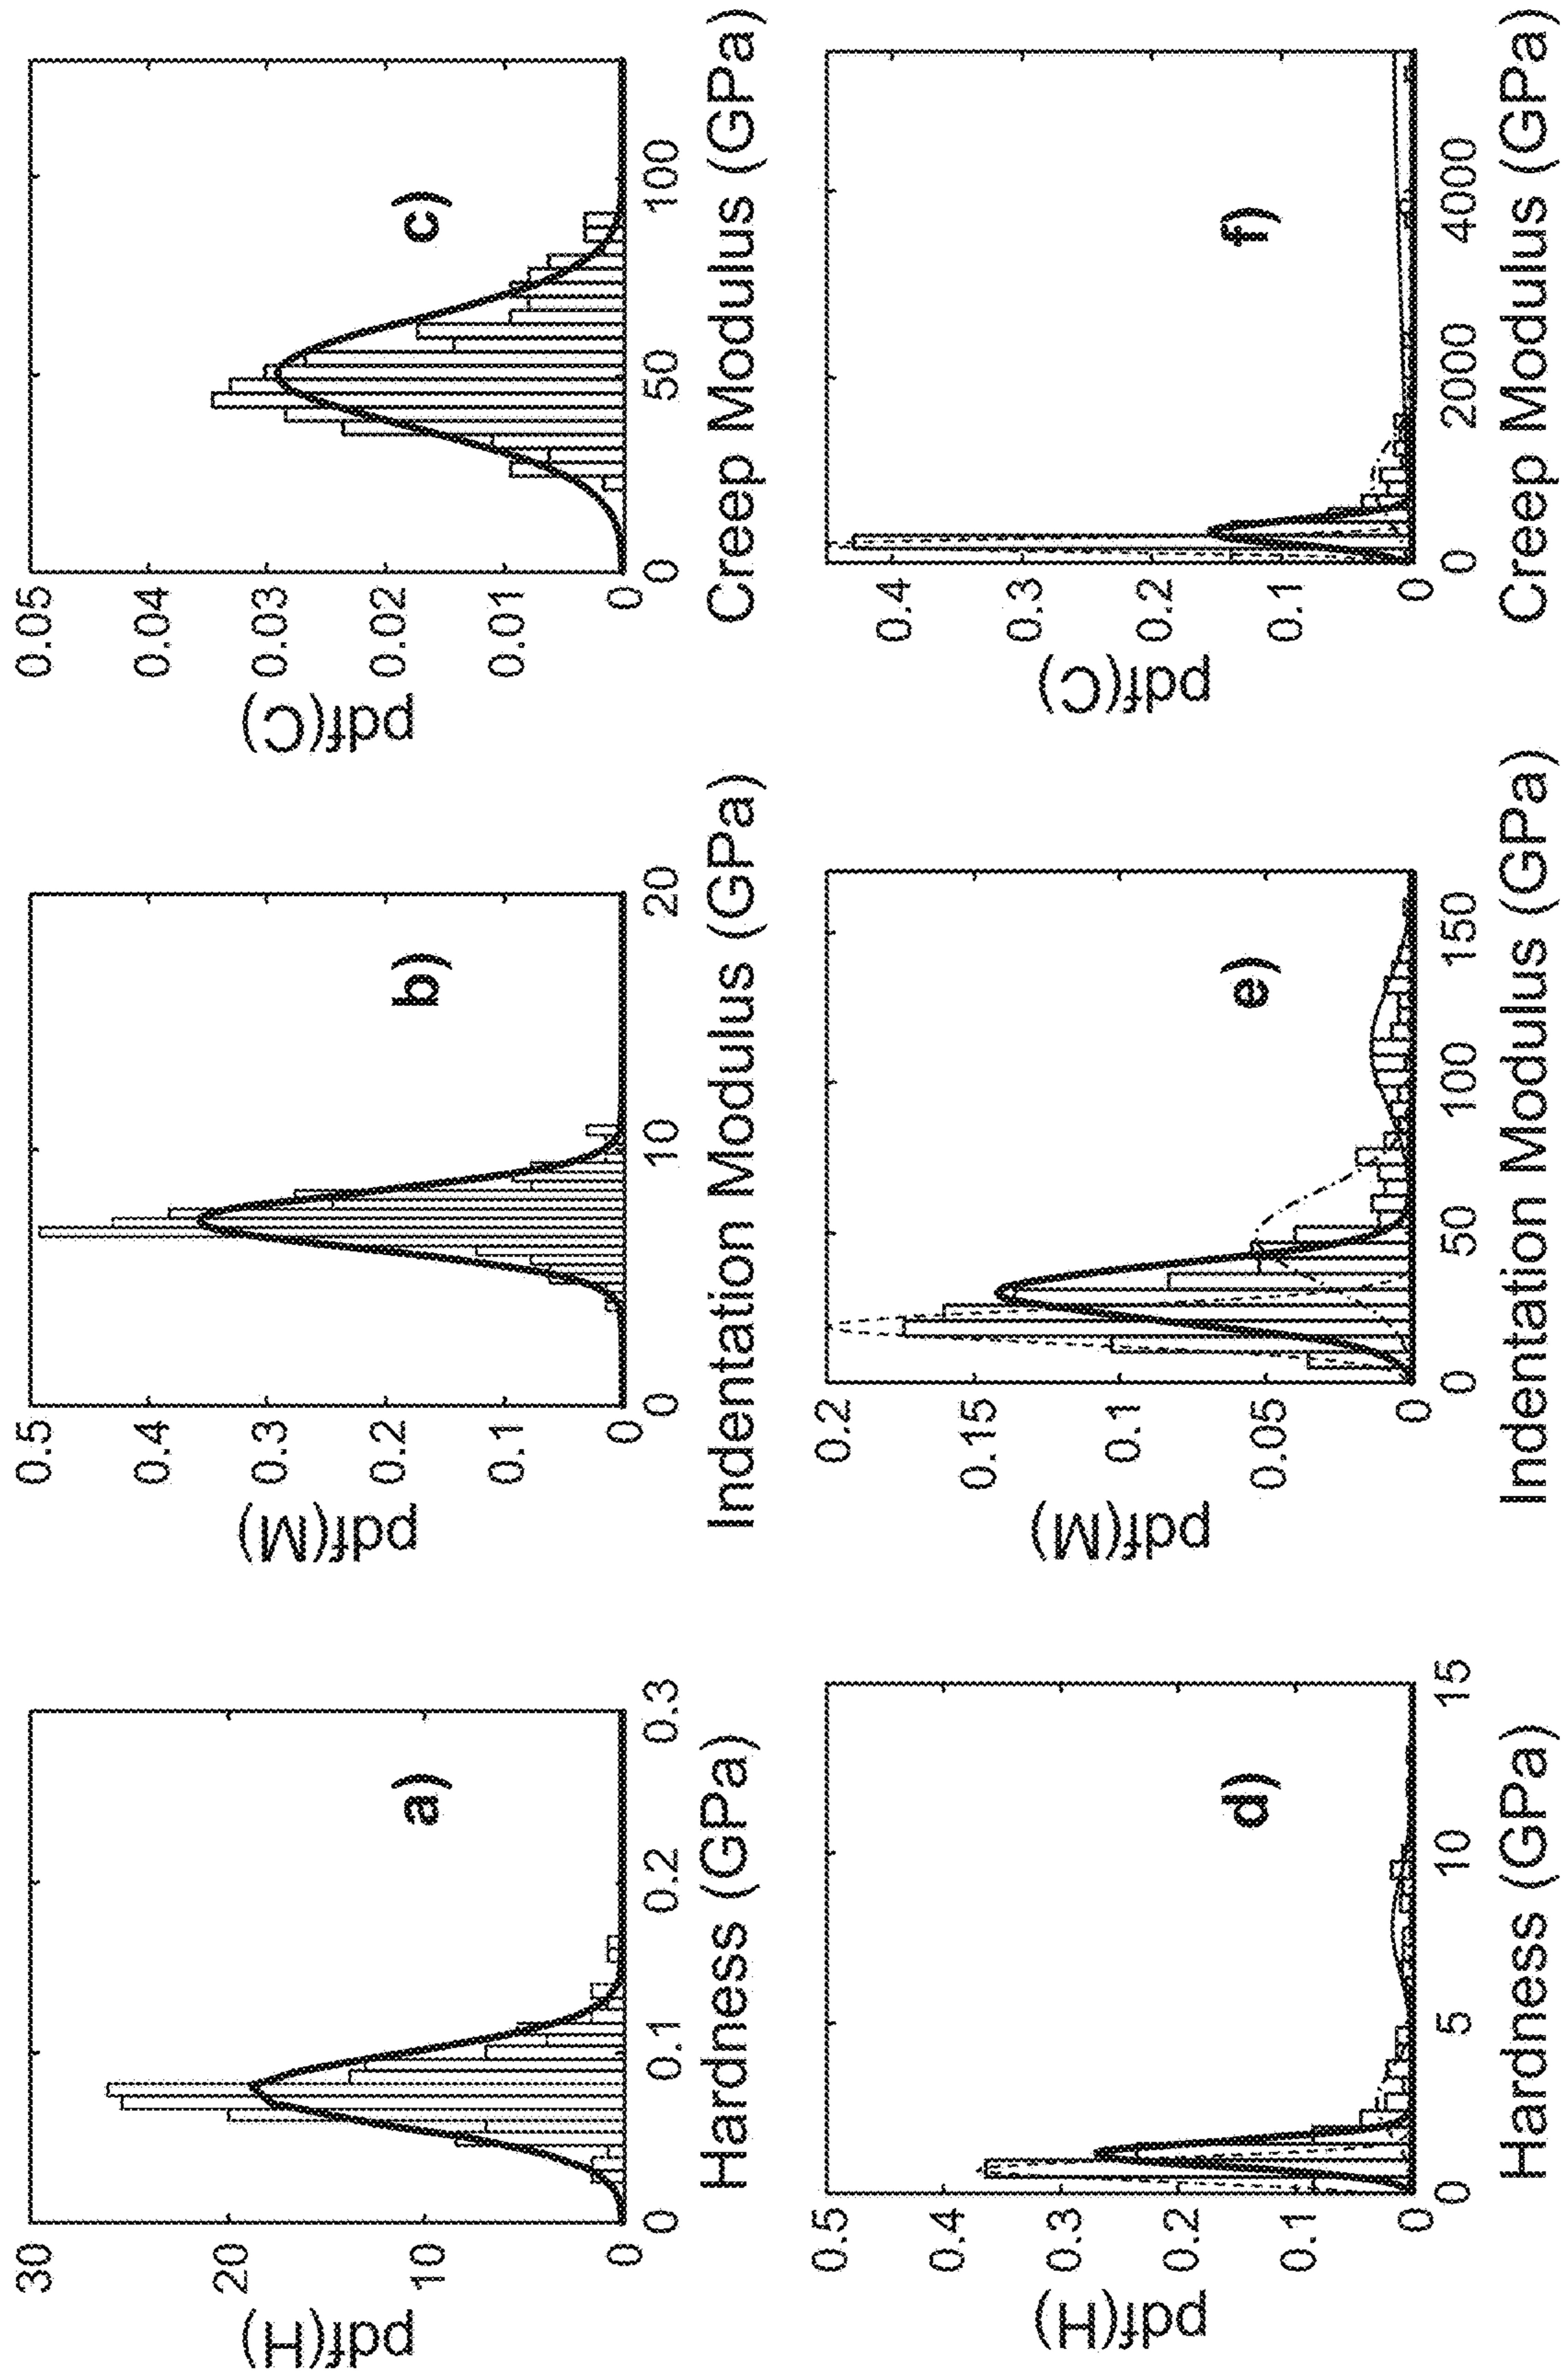 30
20
10
0
pdf(H)
0
0.1
0.2
0.3
Hardness (GPa)
a)
0.5
0.4
0.3
0.2
0.1
0
pdf(M)
0
10
20
Indentation Modulus (GPa)
b)
0.05
0.04
0.03
0.02
0.01
0
pdf(C)
0
50
100
Creep Modulus (GPa)
c)
0.5
0.4
0.3
0.2
0.1
0
pdf(H)
0
5
10
15
Hardness (GPa)
d)
0.2
0.15
0.1
0.05
0
pdf(M)
0
50
100
150
Indentation Modulus (GPa)
e)
0.4
0.3
0.2
0.1
0
pdf(C)
0
2000
4000
Creep Modulus (GPa)
f)